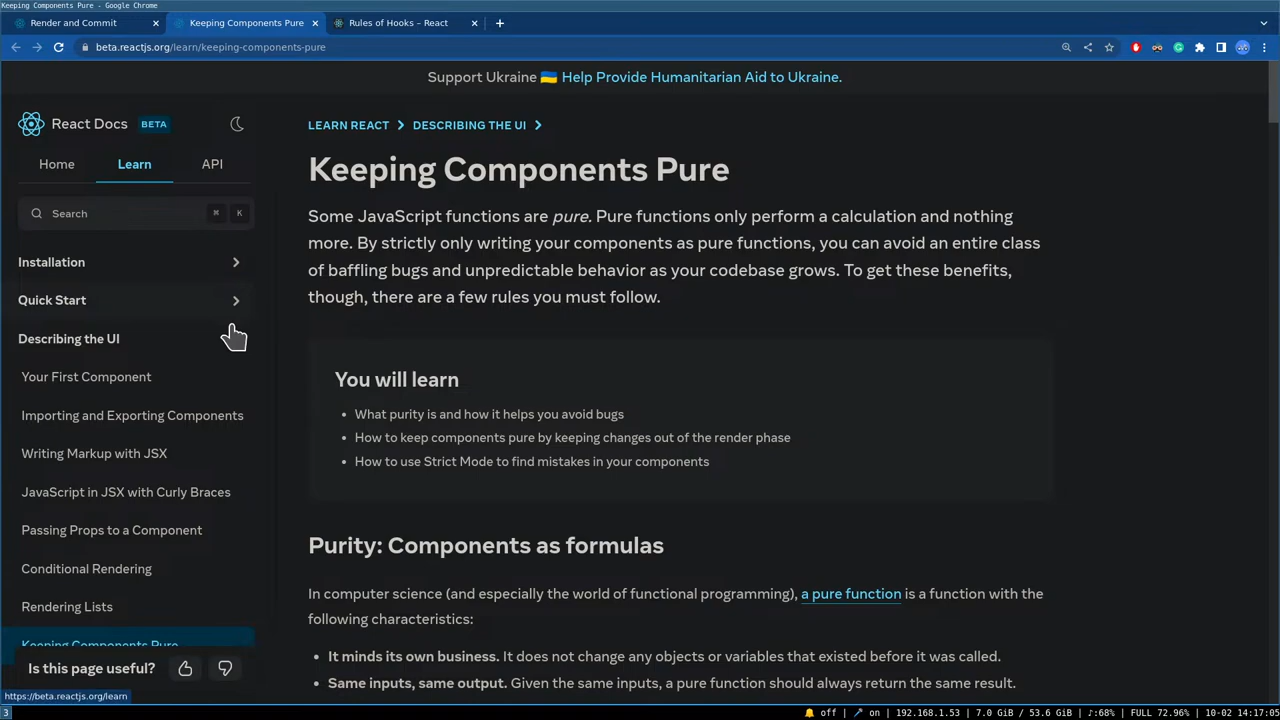 Keeping Components Pure - Google Chrome
Render and Commit
Keeping Components Pure
Rules of Hooks – React
beta.reactjs.org/learn/keeping-components-pure
Support Ukraine 🇺🇦 Help Provide Humanitarian Aid to Ukraine.
React Docs BETA
Home Learn API
Search ⌘ K
Installation
Quick Start
Describing the UI
Your First Component
Importing and Exporting Components
Writing Markup with JSX
JavaScript in JSX with Curly Braces
Passing Props to a Component
Conditional Rendering
Rendering Lists
Keeping Components Pure
Is this page useful?
LEARN REACT > DESCRIBING THE UI >
Keeping Components Pure
Some JavaScript functions are pure. Pure functions only perform a calculation and nothing
more. By strictly only writing your components as pure functions, you can avoid an entire class
of baffling bugs and unpredictable behavior as your codebase grows. To get these benefits,
though, there are a few rules you must follow.
You will learn
• What purity is and how it helps you avoid bugs
• How to keep components pure by keeping changes out of the render phase
• How to use Strict Mode to find mistakes in your components
Purity: Components as formulas
In computer science (and especially the world of functional programming), a pure function is a function with the
following characteristics:
• It minds its own business. It does not change any objects or variables that existed before it was called.
• Same inputs, same output. Given the same inputs, a pure function should always return the same result.
https://beta.reactjs.org/learn
3
off | on | 192.168.1.53 | 7.0 GiB / 53.6 GiB | ♪:68% | FULL 72.96% | 10-02 14:17:05